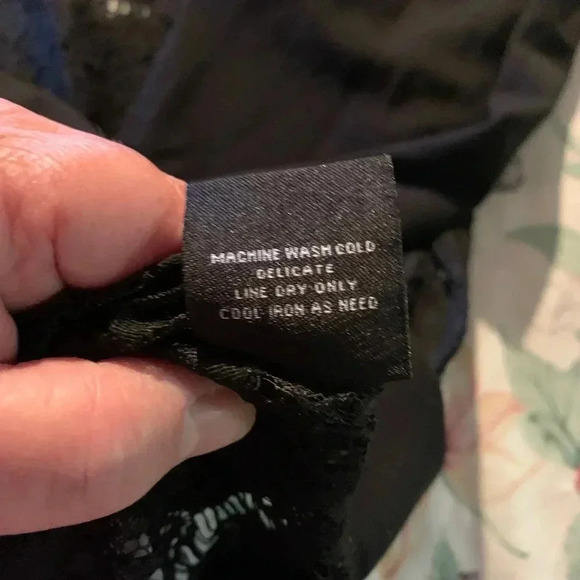 MACHINE WASH COLD
DELICATE
LINE DRY ONLY
COOL IRON AS NEED